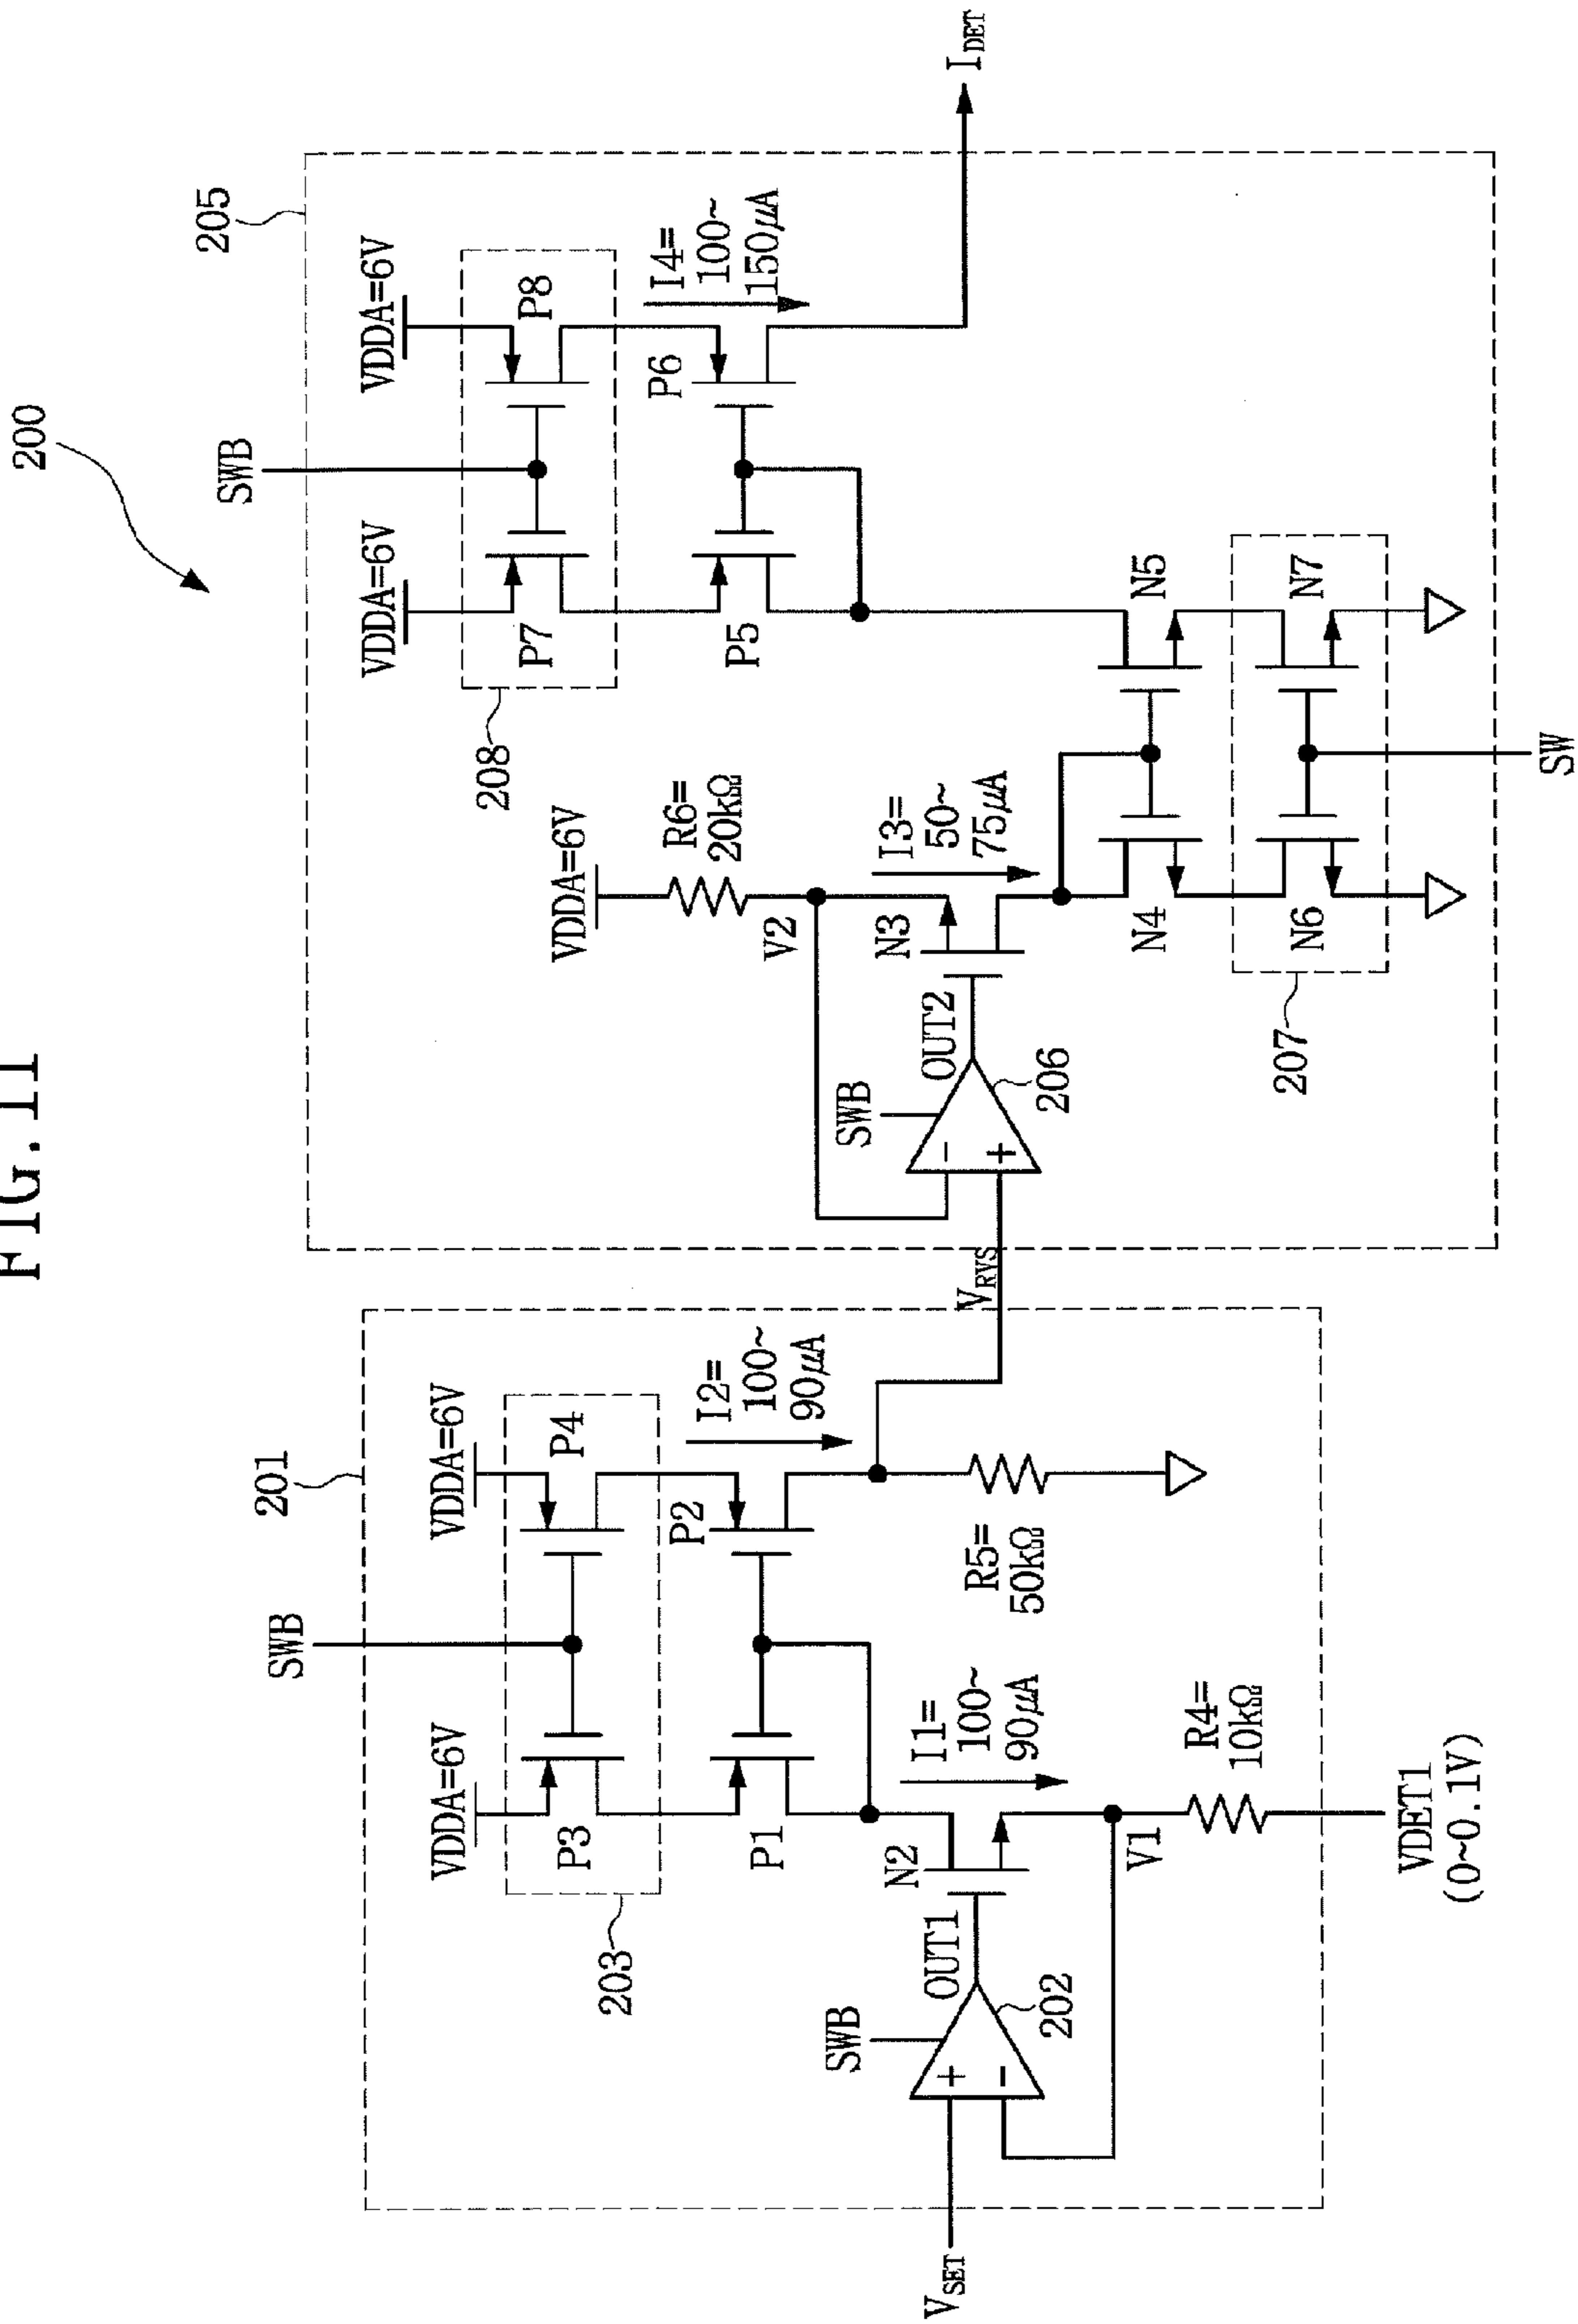 FIG.11
200
201
SWB
VDDA=6V
VDDA=6V
P3
P4
203
P1
P2
I2=
100~
90μA
SWB
OUT1
202
+
-
VSET
N2
I1=
100~
90μA
V1
R4=
10kΩ
VDET1
(0~0.1V)
R5=
50kΩ
VRVS
205
SWB
VDDA=6V
VDDA=6V
P7
P8
208
P5
P6
I4=
100~
150μA
IDET
VDDA=6V
R6=
20kΩ
V2
SWB
OUT2
206
-
+
N3
I3=
50~
75μA
N4
N5
N6
N7
207
SW